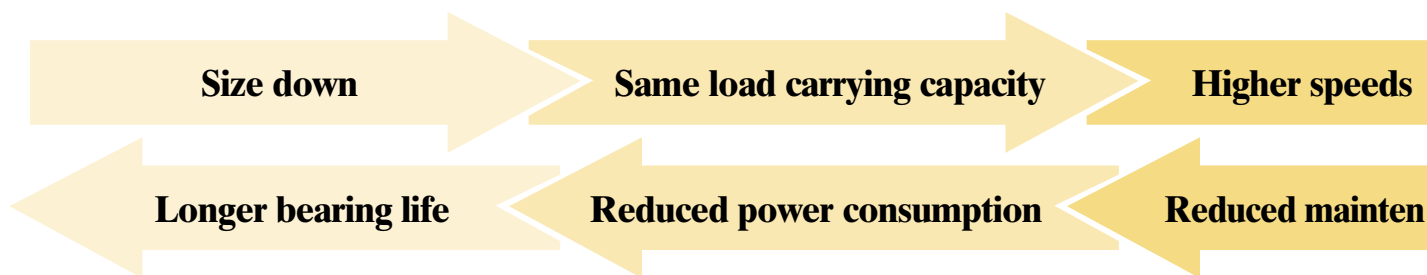 Size down Same load carrying capacity Higher speeds
Longer bearing life Reduced power consumption Reduced mainten